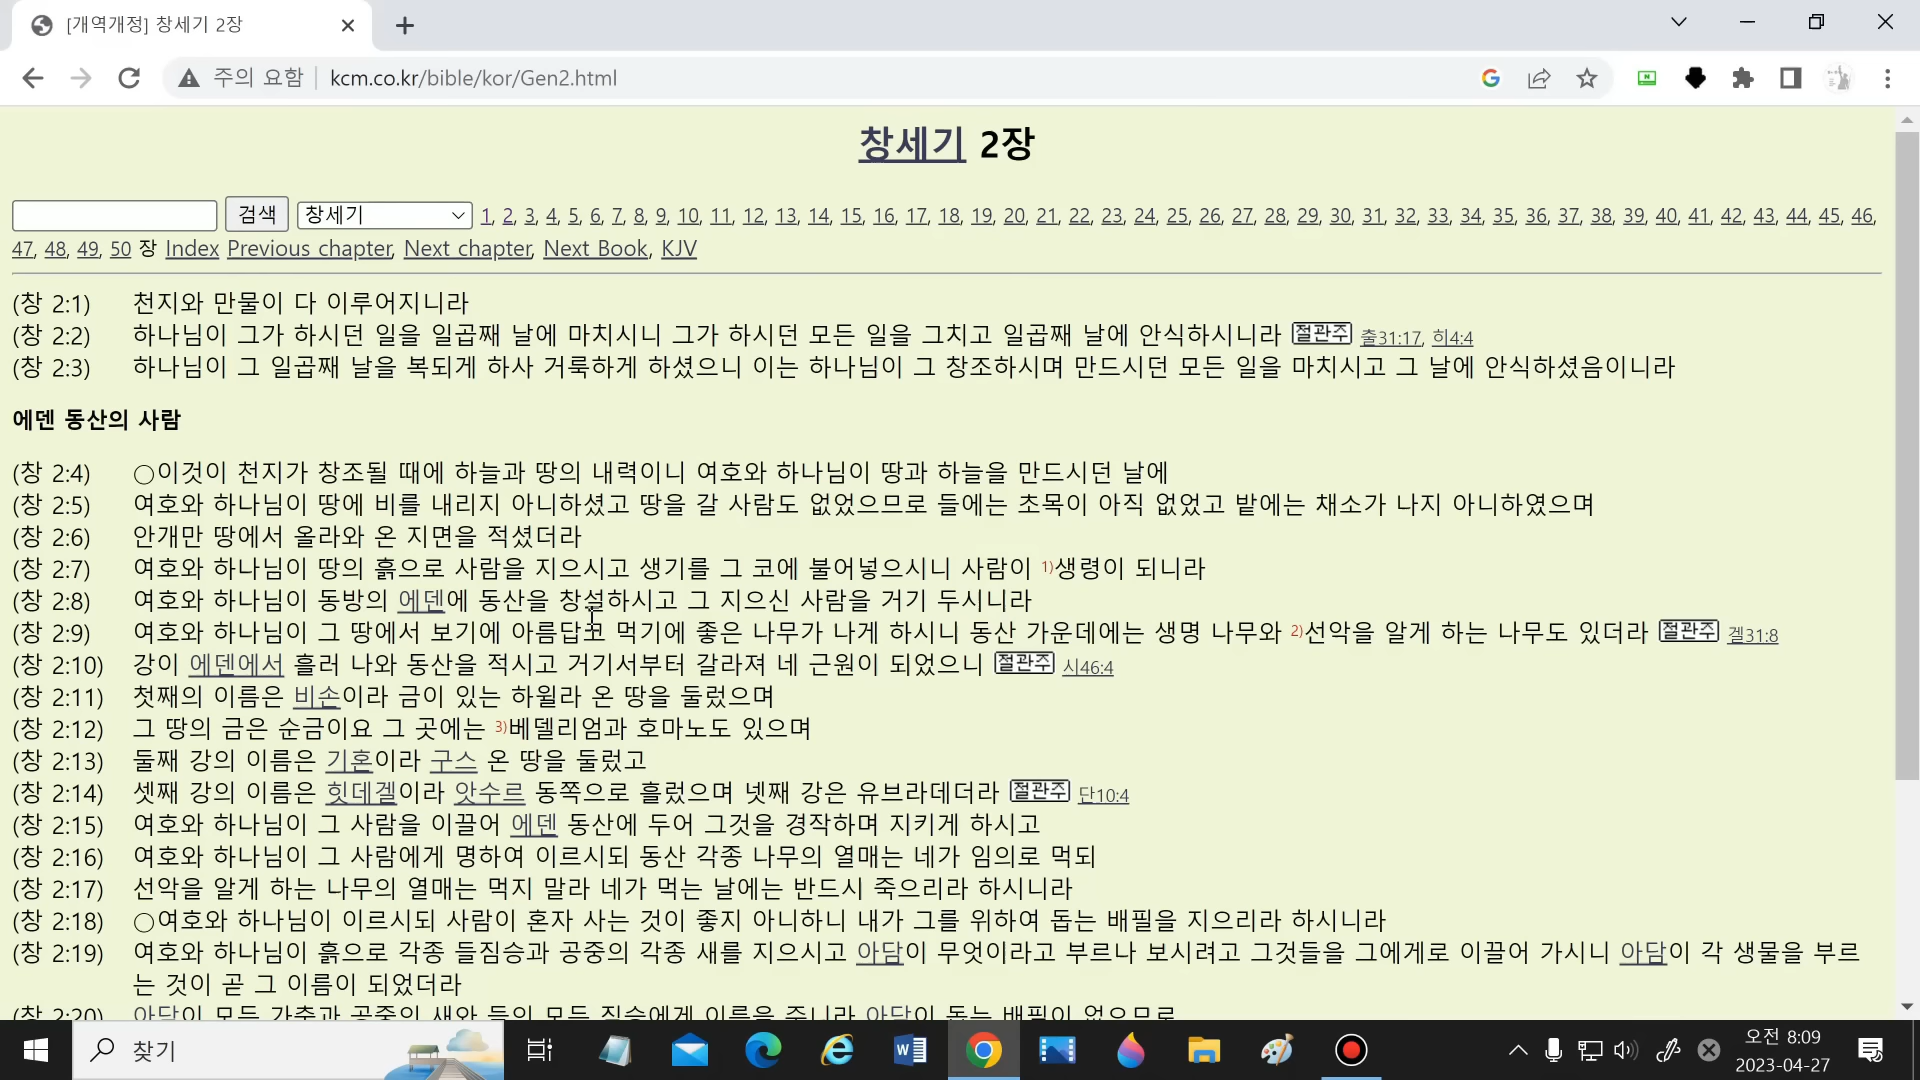 [개역개정] 창세기 2장
주의 요함 kcm.co.kr/bible/kor/Gen2.html
창세기 2장
검색 창세기 1, 2, 3, 4, 5, 6, 7, 8, 9, 10, 11, 12, 13, 14, 15, 16, 17, 18, 19, 20, 21, 22, 23, 24, 25, 26, 27, 28, 29, 30, 31, 32, 33, 34, 35, 36, 37, 38, 39, 40, 41, 42, 43, 44, 45, 46,
47, 48, 49, 50 장 Index Previous chapter, Next chapter, Next Book, KJV
(창 2:1) 천지와 만물이 다 이루어지니라
(창 2:2) 하나님이 그가 하시던 일을 일곱째 날에 마치시니 그가 하시던 모든 일을 그치고 일곱째 날에 안식하시니라 절관주 출31:17, 히4:4
(창 2:3) 하나님이 그 일곱째 날을 복되게 하사 거룩하게 하셨으니 이는 하나님이 그 창조하시며 만드시던 모든 일을 마치시고 그 날에 안식하셨음이니라
에덴 동산의 사람
(창 2:4) ○이것이 천지가 창조될 때에 하늘과 땅의 내력이니 여호와 하나님이 땅과 하늘을 만드시던 날에
(창 2:5) 여호와 하나님이 땅에 비를 내리지 아니하셨고 땅을 갈 사람도 없었으므로 들에는 초목이 아직 없었고 밭에는 채소가 나지 아니하였으며
(창 2:6) 안개만 땅에서 올라와 온 지면을 적셨더라
(창 2:7) 여호와 하나님이 땅의 흙으로 사람을 지으시고 생기를 그 코에 불어넣으시니 사람이 1)생령이 되니라
(창 2:8) 여호와 하나님이 동방의 에덴에 동산을 창설하시고 그 지으신 사람을 거기 두시니라
(창 2:9) 여호와 하나님이 그 땅에서 보기에 아름답고 먹기에 좋은 나무가 나게 하시니 동산 가운데에는 생명 나무와 2)선악을 알게 하는 나무도 있더라 절관주 겔31:8
(창 2:10) 강이 에덴에서 흘러 나와 동산을 적시고 거기서부터 갈라져 네 근원이 되었으니 절관주 시46:4
(창 2:11) 첫째의 이름은 비손이라 금이 있는 하윌라 온 땅을 둘렀으며
(창 2:12) 그 땅의 금은 순금이요 그 곳에는 3)베델리엄과 호마노도 있으며
(창 2:13) 둘째 강의 이름은 기혼이라 구스 온 땅을 둘렀고
(창 2:14) 셋째 강의 이름은 힛데겔이라 앗수르 동쪽으로 흘렀으며 넷째 강은 유브라데더라 절관주 단10:4
(창 2:15) 여호와 하나님이 그 사람을 이끌어 에덴 동산에 두어 그것을 경작하며 지키게 하시고
(창 2:16) 여호와 하나님이 그 사람에게 명하여 이르시되 동산 각종 나무의 열매는 네가 임의로 먹되
(창 2:17) 선악을 알게 하는 나무의 열매는 먹지 말라 네가 먹는 날에는 반드시 죽으리라 하시니라
(창 2:18) ○여호와 하나님이 이르시되 사람이 혼자 사는 것이 좋지 아니하니 내가 그를 위하여 돕는 배필을 지으리라 하시니라
(창 2:19) 여호와 하나님이 흙으로 각종 들짐승과 공중의 각종 새를 지으시고 아담이 무엇이라고 부르나 보시려고 그것들을 그에게로 이끌어 가시니 아담이 각 생물을 부르
는 것이 곧 그 이름이 되었더라
(창 2:20) 아담이 모든 가축과 공중의 새와 들의 모든 짐승에게 이름을 주니라 아담이 돕는 배필이 없으므로
찾기
오전 8:09
2023-04-27